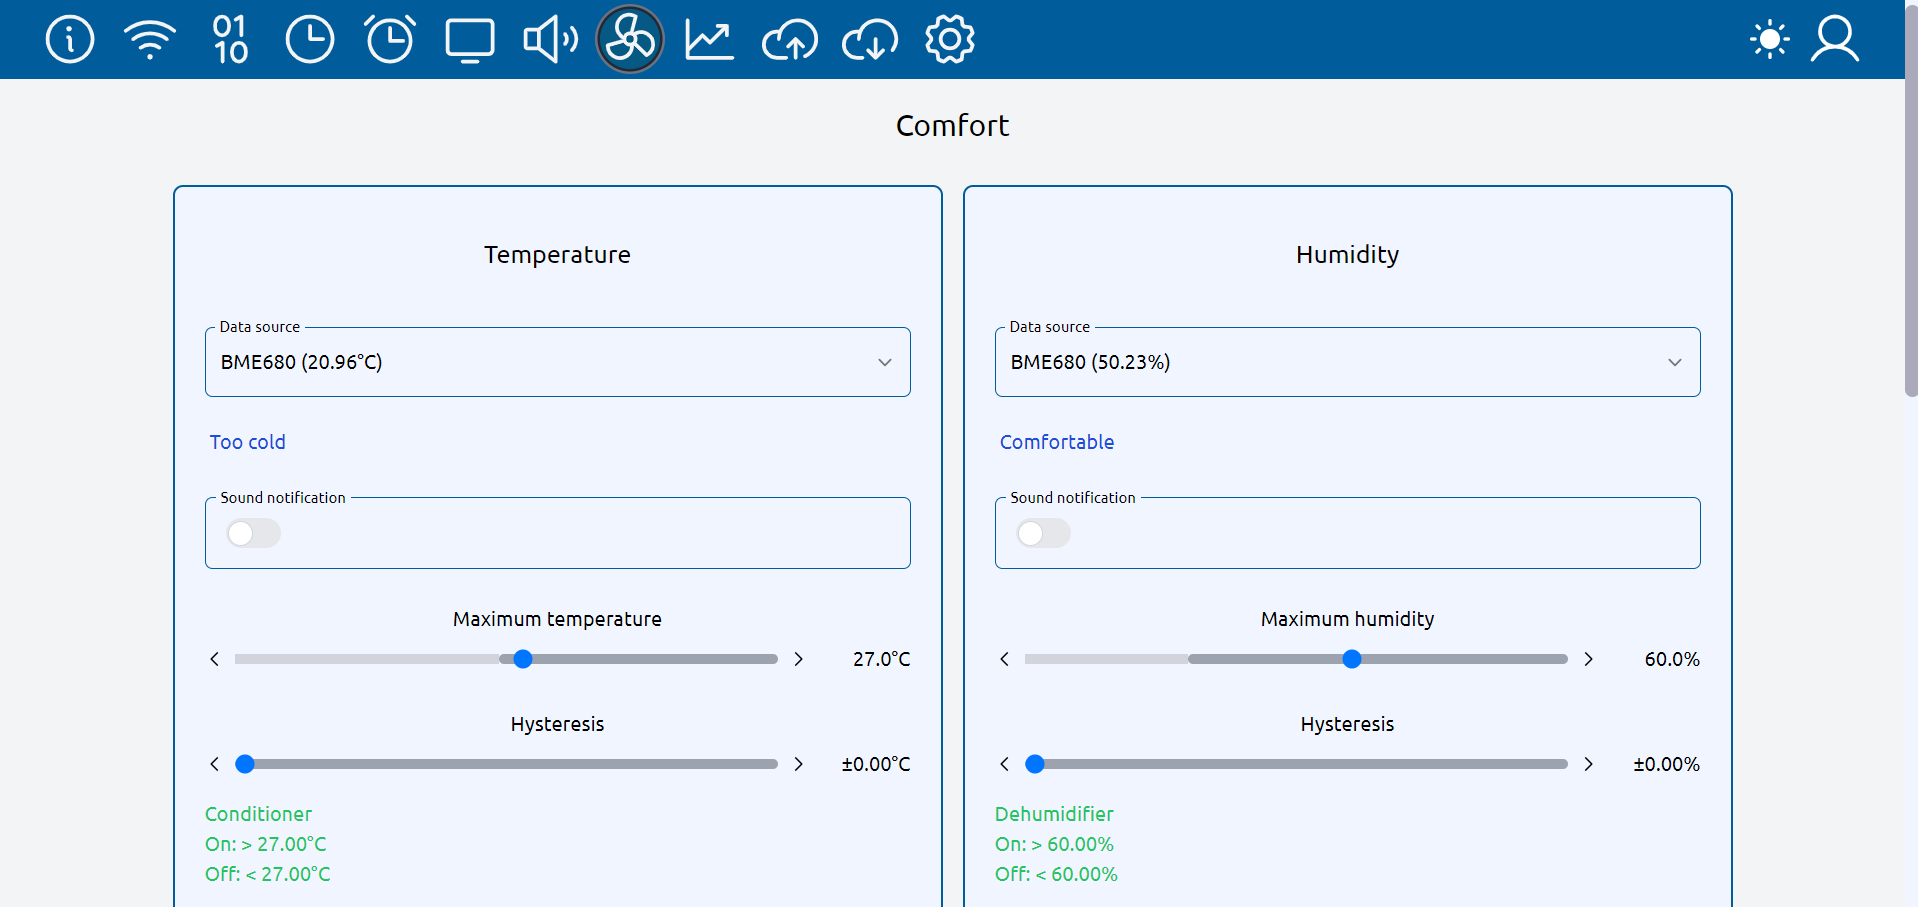 01
10
Comfort
Temperature
Data source
BME680 (20.96°C)
Too cold
Sound notification
Maximum temperature
27.0°C
Hysteresis
±0.00°C
Conditioner
On: > 27.00°C
Off: < 27.00°C
Humidity
Data source
BME680 (50.23%)
Comfortable
Sound notification
Maximum humidity
60.0%
Hysteresis
±0.00%
Dehumidifier
On: > 60.00%
Off: < 60.00%